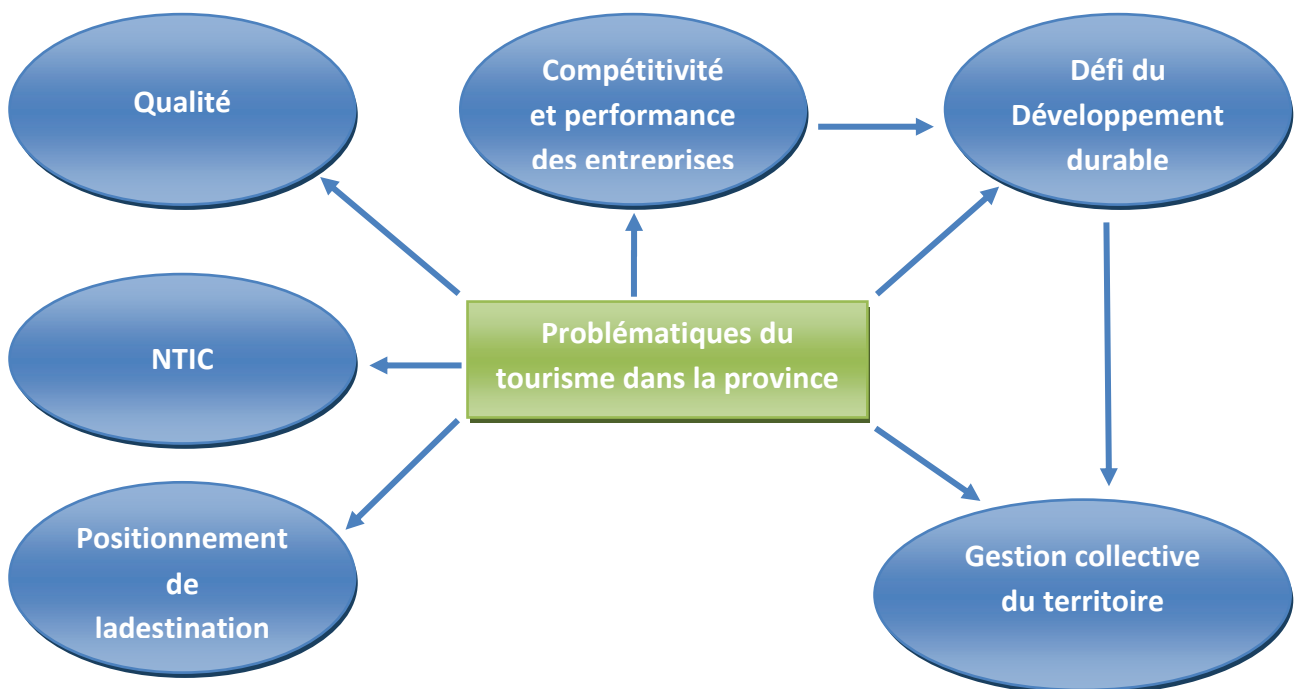 Qualité
Compétitivité
et performance
des entreprises
Défi du
Développement
durable
NTIC
Problématiques du
tourisme dans la province
Positionnement
de
ladestination
Gestion collective
du territoire